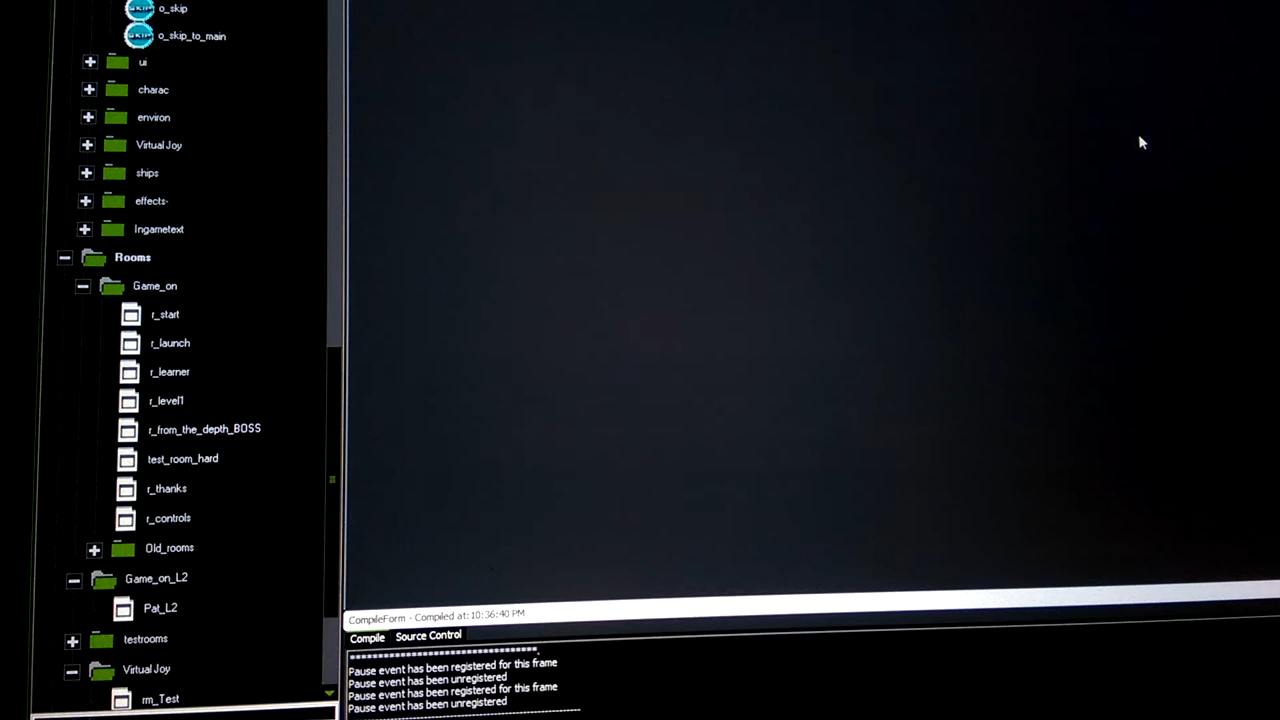 o_skip
o_skip_to_main
ui
charac
environ
Virtual Joy
ships
effects-
Ingametext
Rooms
Game_on
r_start
r_launch
r_learner
r_level1
r_from_the_depth_BOSS
test_room_hard
r_thanks
r_controls
Old_rooms
Game_on_L2
Pat_L2
testrooms
Virtual Joy
rm_Test
CompileForm - Compiled at:10:36:40 PM
Compile Source Control
Pause event has been registered for this frame
Pause event has been unregistered
Pause event has been registered for this frame
Pause event has been unregistered